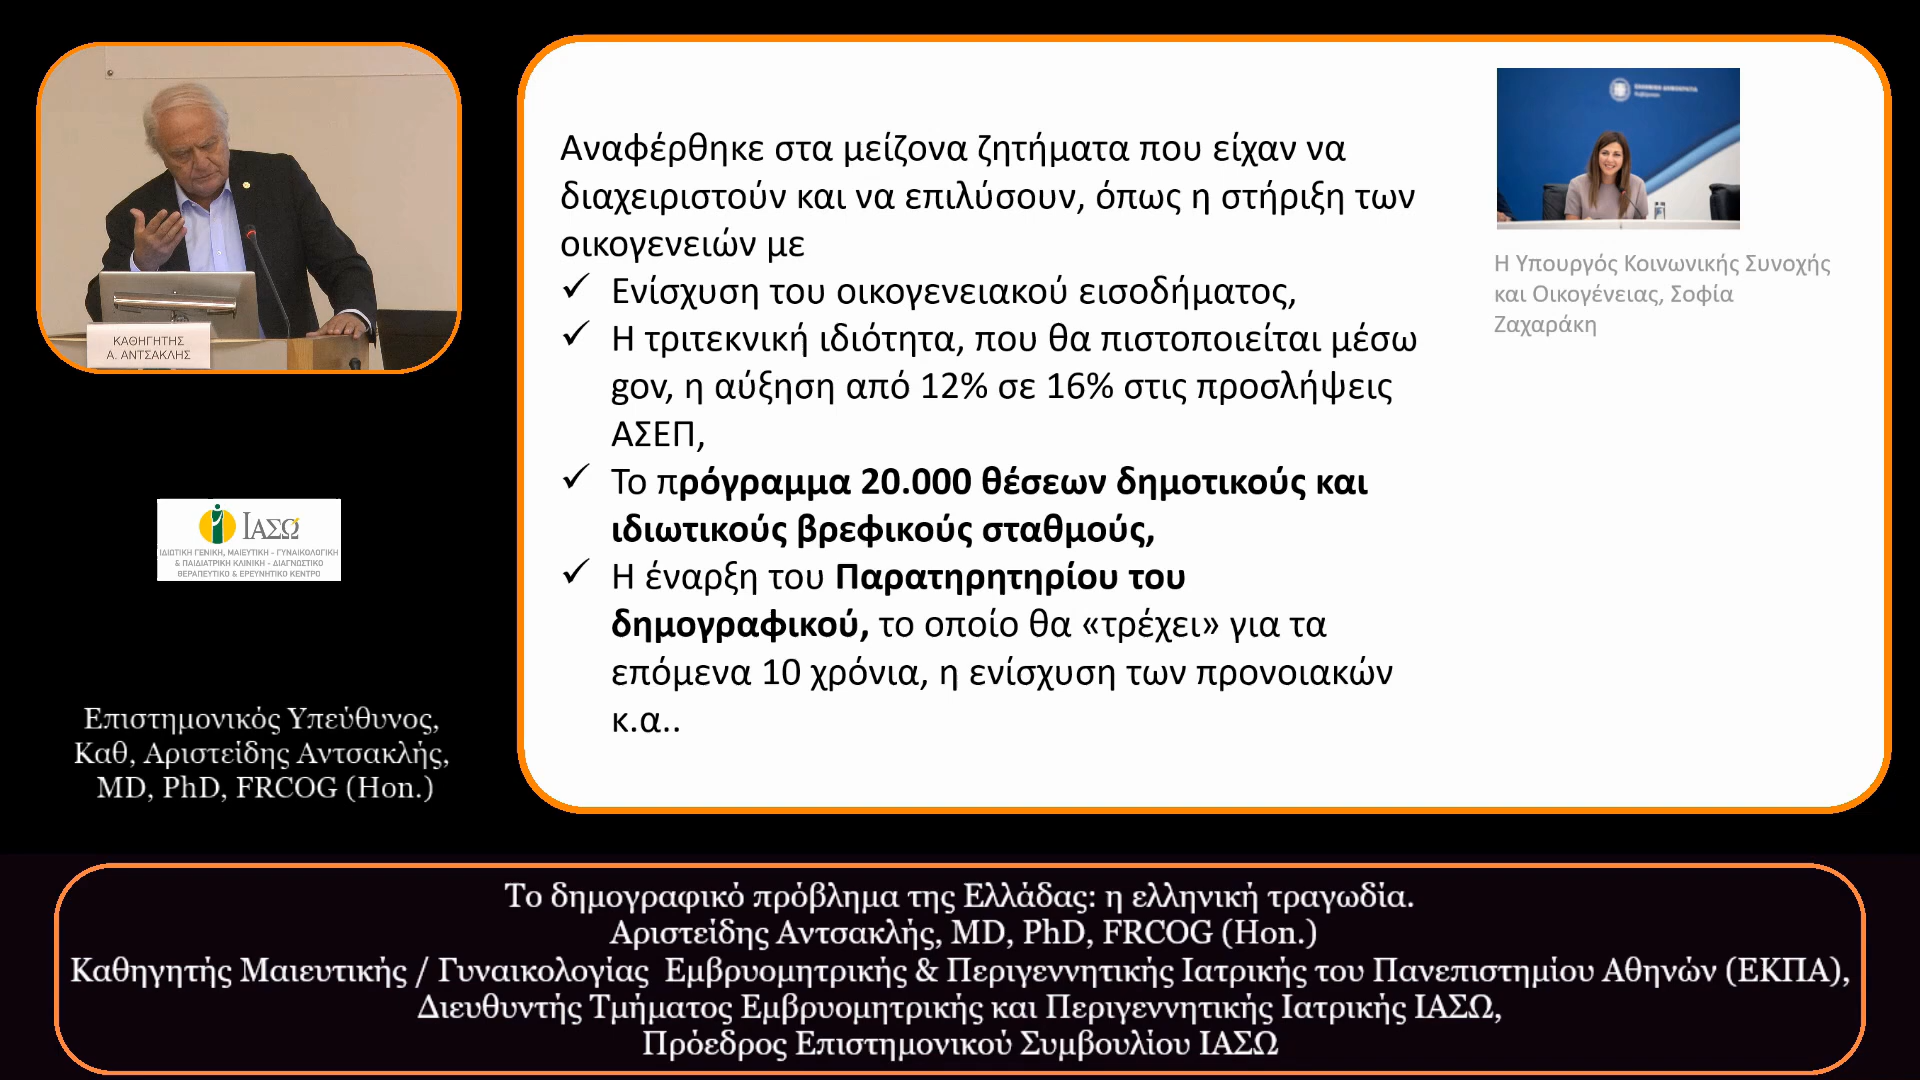 ΚΑΘΗΓΗΤΗΣ
Α. ΑΝΤΣΑΚΛΗΣ
ΙΑΣΩ
ΙΔΙΩΤΙΚΗ ΓΕΝΙΚΗ, ΜΑΙΕΥΤΙΚΗ - ΓΥΝΑΙΚΟΛΟΓΙΚΗ
& ΠΑΙΔΙΑΤΡΙΚΗ ΚΛΙΝΙΚΗ - ΔΙΑΓΝΩΣΤΙΚΟ
ΘΕΡΑΠΕΥΤΙΚΟ & ΕΡΕΥΝΗΤΙΚΟ ΚΕΝΤΡΟ
Επιστημονικός Υπεύθυνος,
Καθ, Αριστείδης Αντσακλής,
MD, PhD, FRCOG (Hon.)
Αναφέρθηκε στα μείζονα ζητήματα που είχαν να
διαχειριστούν και να επιλύσουν, όπως η στήριξη των
οικογενειών με
✓ Ενίσχυση του οικογενειακού εισοδήματος,
✓ Η τριτεκνική ιδιότητα, που θα πιστοποιείται μέσω
gov, η αύξηση από 12% σε 16% στις προσλήψεις
ΑΣΕΠ,
✓ Το πρόγραμμα 20.000 θέσεων δημοτικούς και
ιδιωτικούς βρεφικούς σταθμούς,
✓ Η έναρξη του Παρατηρητηρίου του
δημογραφικού, το οποίο θα «τρέχει» για τα
επόμενα 10 χρόνια, η ενίσχυση των προνοιακών
κ.α..
ΕΛΛΗΝΙΚΗ ΔΗΜΟΚΡΑΤΙΑ
Η Υπουργός Κοινωνικής Συνοχής
και Οικογένειας, Σοφία
Ζαχαράκη
Το δημογραφικό πρόβλημα της Ελλάδας: η ελληνική τραγωδία.
Αριστείδης Αντσακλής, MD, PhD, FRCOG (Hon.)
Καθηγητής Μαιευτικής / Γυναικολογίας Εμβρυομητρικής & Περιγεννητικής Ιατρικής του Πανεπιστημίου Αθηνών (ΕΚΠΑ),
Διευθυντής Τμήματος Εμβρυομητρικής και Περιγεννητικής Ιατρικής ΙΑΣΩ,
Πρόεδρος Επιστημονικού Συμβουλίου ΙΑΣΩ